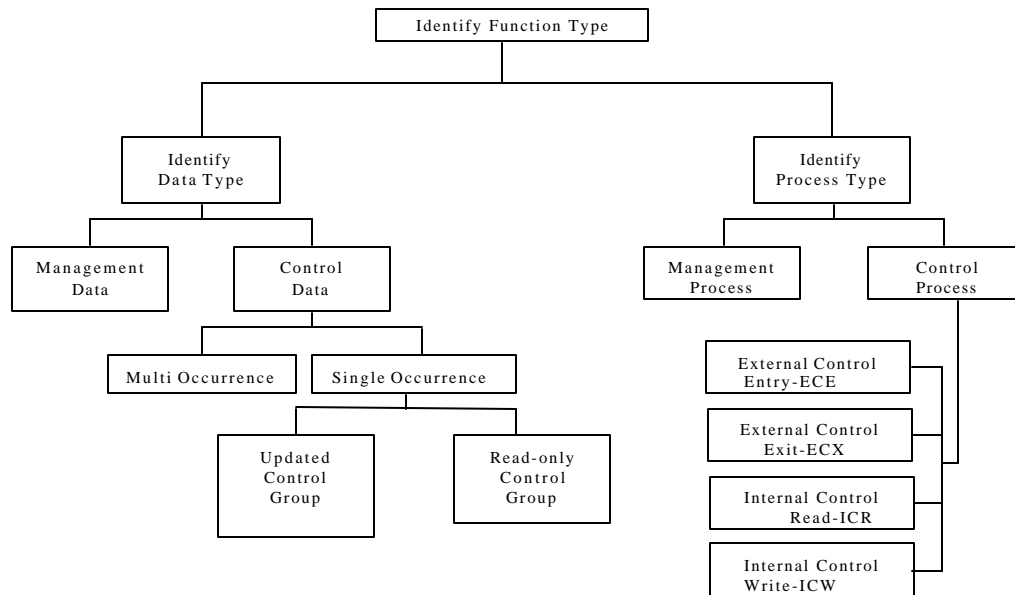 Identify Function Type
Identify
Data Type
Identify
Process Type
Management
Data
Control
Data
Management
Process
Control
Process
Multi Occurrence
Single Occurrence
External Control
Entry-ECE
Updated
Control
Group
Read-only
Control
Group
External Control
Exit-ECX
Internal Control
Read-ICR
Internal Control
Write-ICW